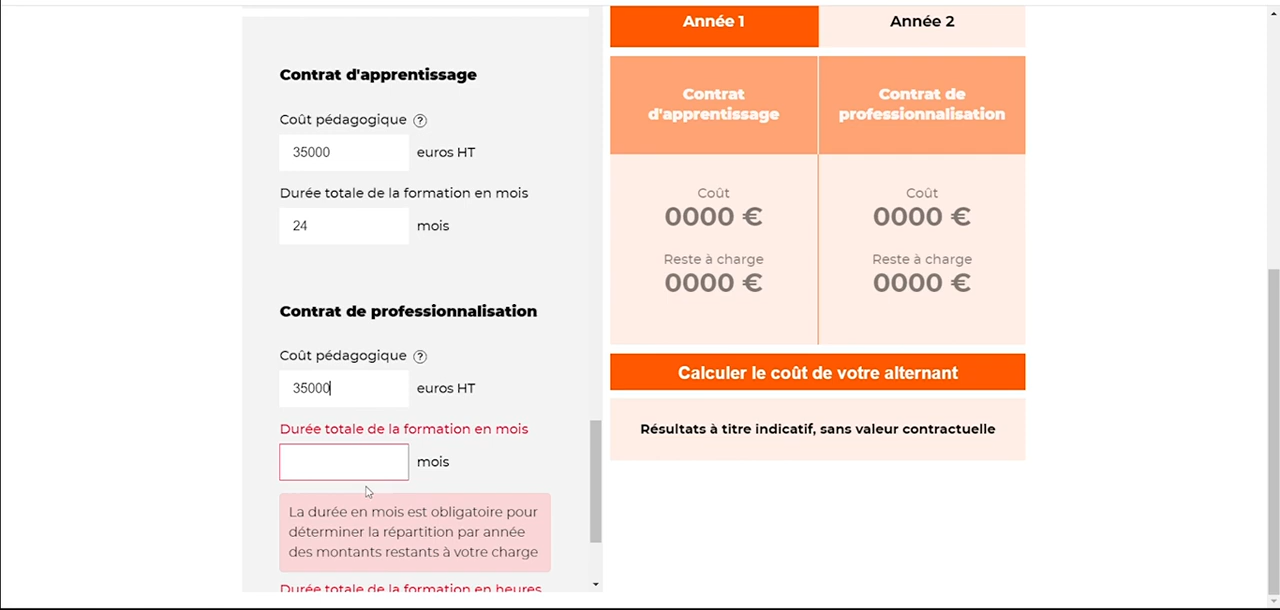 Contrat d'apprentissage
Coût pédagogique ?
35000 euros HT
Durée totale de la formation en mois
24 mois
Contrat de professionnalisation
Coût pédagogique ?
35000 euros HT
Durée totale de la formation en mois
mois
La durée en mois est obligatoire pour
déterminer la répartition par année
des montants restants à votre charge
Durée totale de la formation en heures
Année 1
Année 2
Contrat
d'apprentissage
Contrat de
professionnalisation
Coût
0000 €
Reste à charge
0000 €
Coût
0000 €
Reste à charge
0000 €
Calculer le coût de votre alternant
Résultats à titre indicatif, sans valeur contractuelle